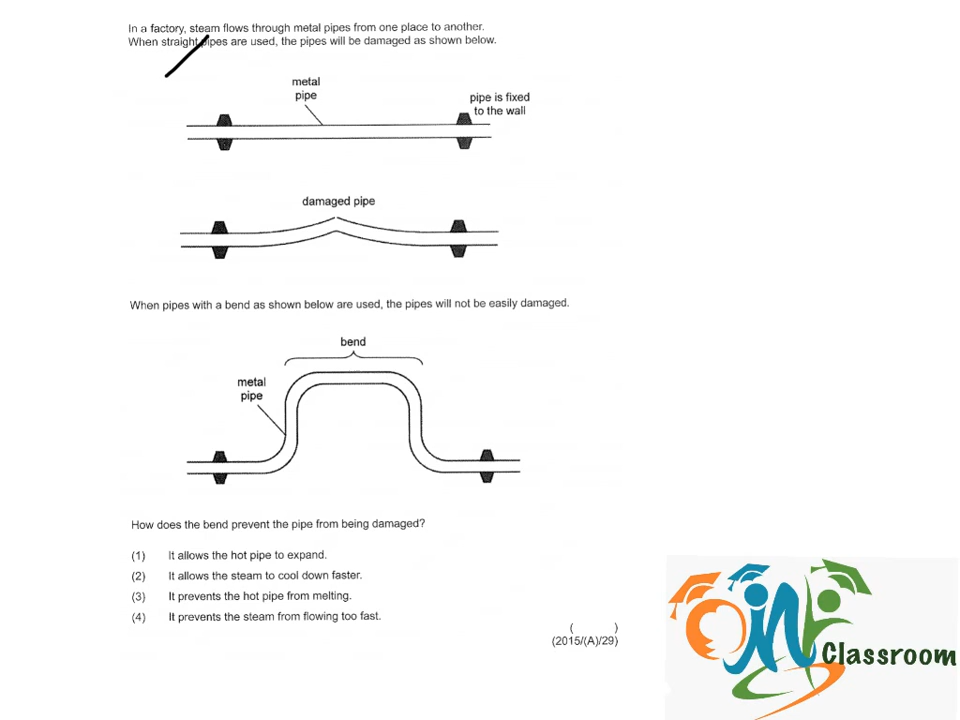 In a factory, steam flows through metal pipes from one place to another.
When straight pipes are used, the pipes will be damaged as shown below.
metal
pipe
pipe is fixed
to the wall
damaged pipe
When pipes with a bend as shown below are used, the pipes will not be easily damaged.
bend
metal
pipe
How does the bend prevent the pipe from being damaged?
(1) It allows the hot pipe to expand.
(2) It allows the steam to cool down faster.
(3) It prevents the hot pipe from melting.
(4) It prevents the steam from flowing too fast.
( )
(2015/(A)/29)
Classroom